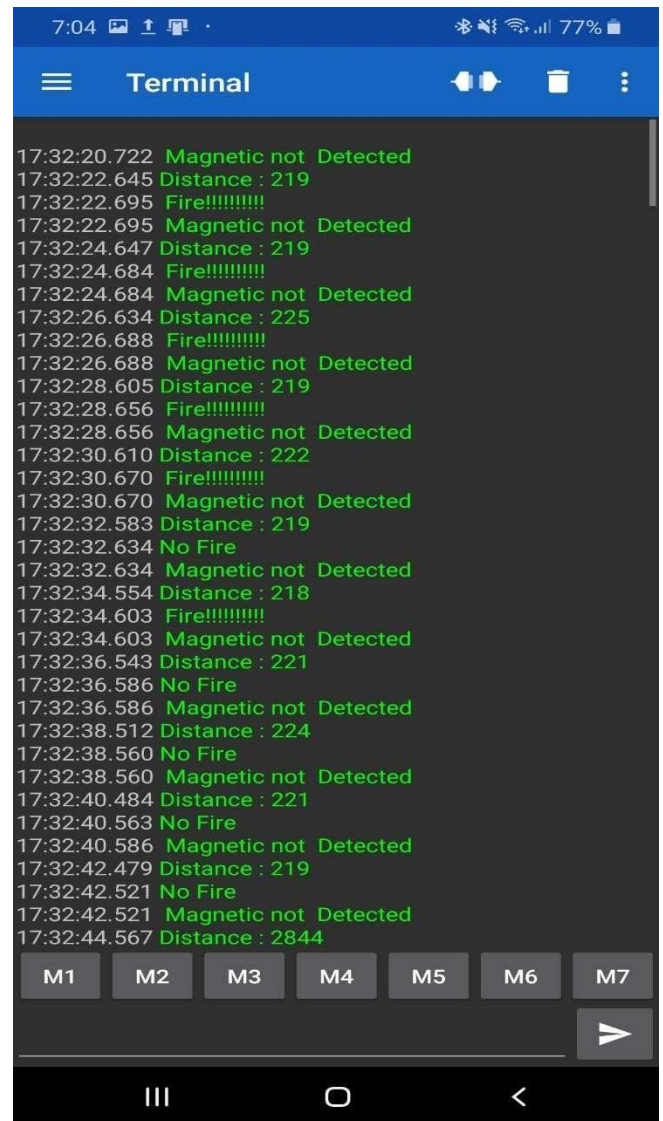 7:04 77%
Terminal
17:32:20.722 Magnetic not Detected
17:32:22.645 Distance : 219
17:32:22.695 Fire!!!!!!!!!!
17:32:22.695 Magnetic not Detected
17:32:24.647 Distance : 219
17:32:24.684 Fire!!!!!!!!!!
17:32:24.684 Magnetic not Detected
17:32:26.634 Distance : 225
17:32:26.688 Fire!!!!!!!!!!
17:32:26.688 Magnetic not Detected
17:32:28.605 Distance : 219
17:32:28.656 Fire!!!!!!!!!!
17:32:28.656 Magnetic not Detected
17:32:30.610 Distance : 222
17:32:30.670 Fire!!!!!!!!!!
17:32:30.670 Magnetic not Detected
17:32:32.583 Distance : 219
17:32:32.634 No Fire
17:32:32.634 Magnetic not Detected
17:32:34.554 Distance : 218
17:32:34.603 Fire!!!!!!!!!!
17:32:34.603 Magnetic not Detected
17:32:36.543 Distance : 221
17:32:36.586 No Fire
17:32:36.586 Magnetic not Detected
17:32:38.512 Distance : 224
17:32:38.560 No Fire
17:32:38.560 Magnetic not Detected
17:32:40.484 Distance : 221
17:32:40.563 No Fire
17:32:40.586 Magnetic not Detected
17:32:42.479 Distance : 219
17:32:42.521 No Fire
17:32:42.521 Magnetic not Detected
17:32:44.567 Distance : 2844
M1 M2 M3 M4 M5 M6 M7